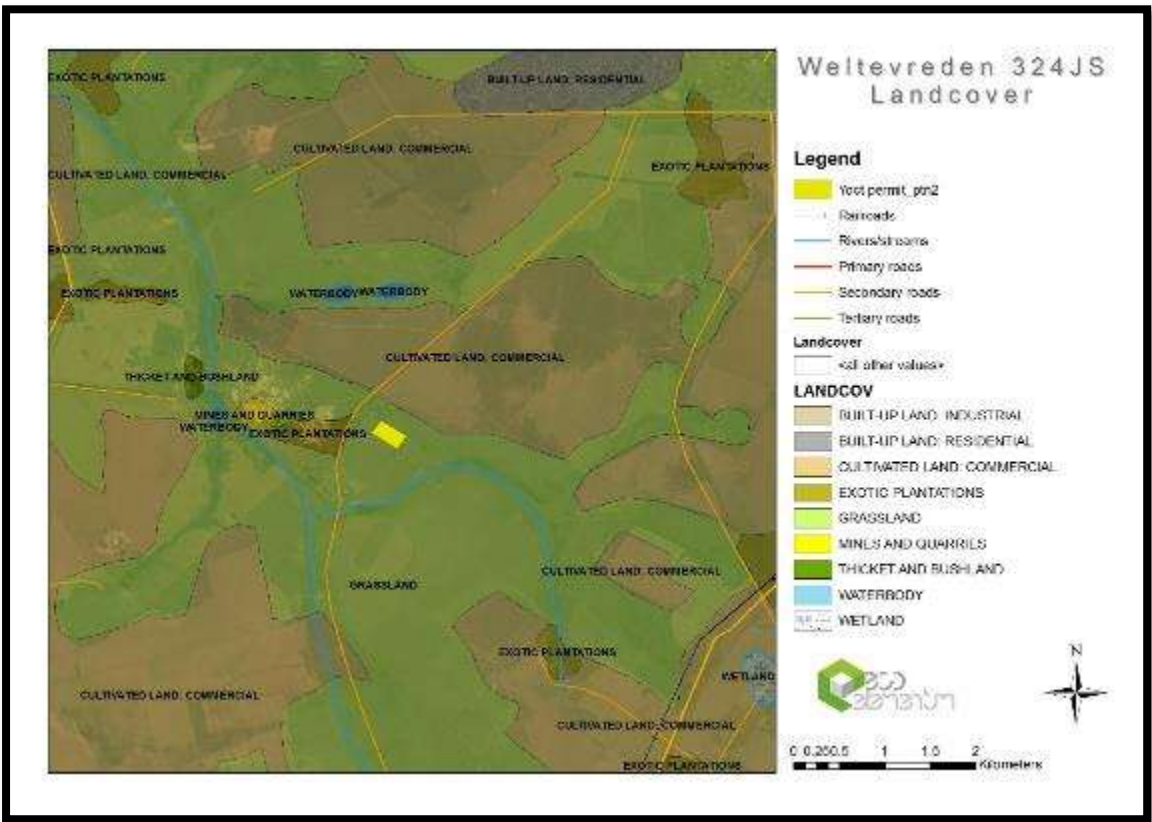 EXOTIC PLANTATIONS
BUILT-UP LAND: RESIDENTIAL
CULTIVATED LAND: COMMERCIAL
EXOTIC PLANTATIONS
CULTIVATED LAND: COMMERCIAL
EXOTIC PLANTATIONS
EXOTIC PLANTATIONS
WATERBODY WATERBODY
CULTIVATED LAND: COMMERCIAL
THICKET AND BUSHLAND
MINES AND QUARRIES
WATERBODY
EXOTIC PLANTATIONS
CULTIVATED LAND: COMMERCIAL
GRASSLAND
EXOTIC PLANTATIONS
WETLAND
CULTIVATED LAND: COMMERCIAL
CULTIVATED LAND: COMMERCIAL
EXOTIC PLANTATIONS
Weltevreden 324JS
Landcover
Legend
permit_ptn2
Railroads
Rivers/streams
Primary roads
Secondary roads
Tertiary roads
Landcover
<all other values>
LANDCOV
BUILT-UP LAND: INDUSTRIAL
BUILT-UP LAND: RESIDENTIAL
CULTIVATED LAND: COMMERCIAL
EXOTIC PLANTATIONS
GRASSLAND
MINES AND QUARRIES
THICKET AND BUSHLAND
WATERBODY
WETLAND
eco
elementum
N
0 0.250.5 1 1.5 2
Kilometers